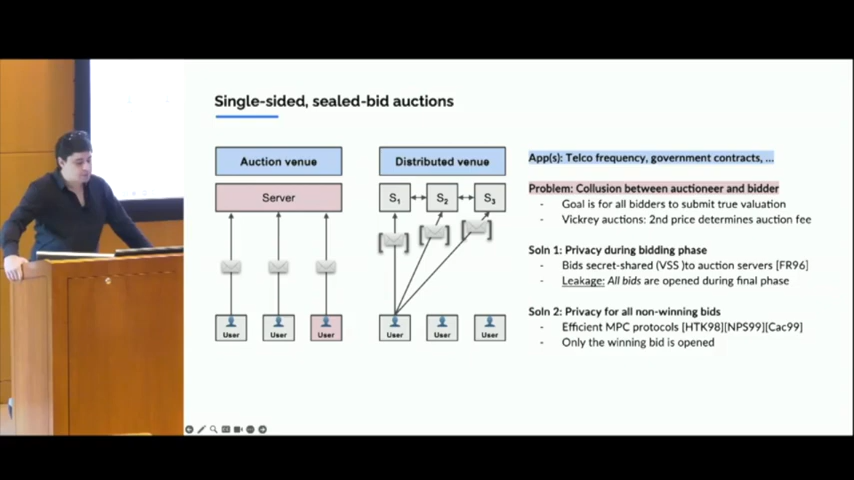 Single-sided, sealed-bid auctions
Auction venue
Server
User
User
User
Distributed venue
S1
S2
S3
User
User
User
App(s): Telco frequency, government contracts, ...
Problem: Collusion between auctioneer and bidder
- Goal is for all bidders to submit true valuation
- Vickrey auctions: 2nd price determines auction fee
Soln 1: Privacy during bidding phase
- Bids secret-shared (VSS )to auction servers [FR96]
- Leakage: All bids are opened during final phase
Soln 2: Privacy for all non-winning bids
- Efficient MPC protocols [HTK98][NPS99][Cac99]
- Only the winning bid is opened